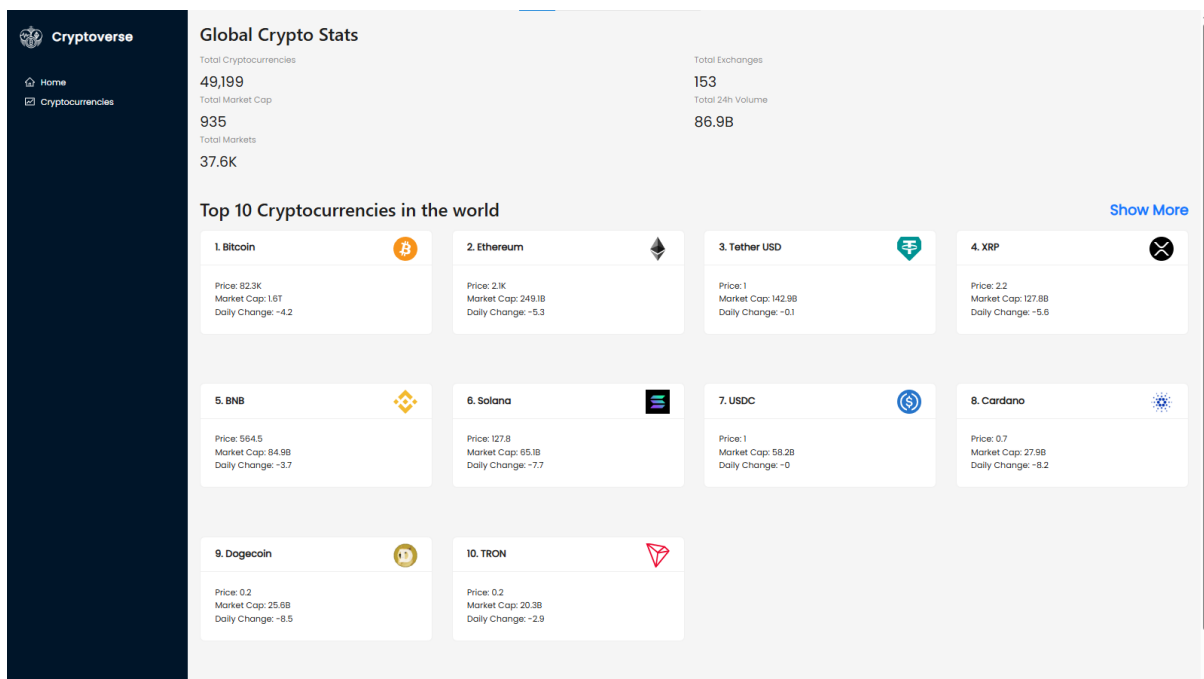 Cryptoverse
Home
Cryptocurrencies
Global Crypto Stats
Total Cryptocurrencies
49,199
Total Exchanges
153
Total Market Cap
935
Total 24h Volume
86.9B
Total Markets
37.6K
Top 10 Cryptocurrencies in the world
Show More
1. Bitcoin
Price: 82.3K
Market Cap: 1.6T
Daily Change: -4.2
2. Ethereum
Price: 2.1K
Market Cap: 249.1B
Daily Change: -5.3
3. Tether USD
Price: 1
Market Cap: 142.9B
Daily Change: -0.1
4. XRP
Price: 2.2
Market Cap: 127.8B
Daily Change: -5.6
5. BNB
Price: 564.5
Market Cap: 84.9B
Daily Change: -3.7
6. Solana
Price: 127.8
Market Cap: 65.1B
Daily Change: -7.7
7. USDC
Price: 1
Market Cap: 58.2B
Daily Change: -0
8. Cardano
Price: 0.7
Market Cap: 27.9B
Daily Change: -8.2
9. Dogecoin
Price: 0.2
Market Cap: 25.6B
Daily Change: -8.5
10. TRON
Price: 0.2
Market Cap: 20.3B
Daily Change: -2.9